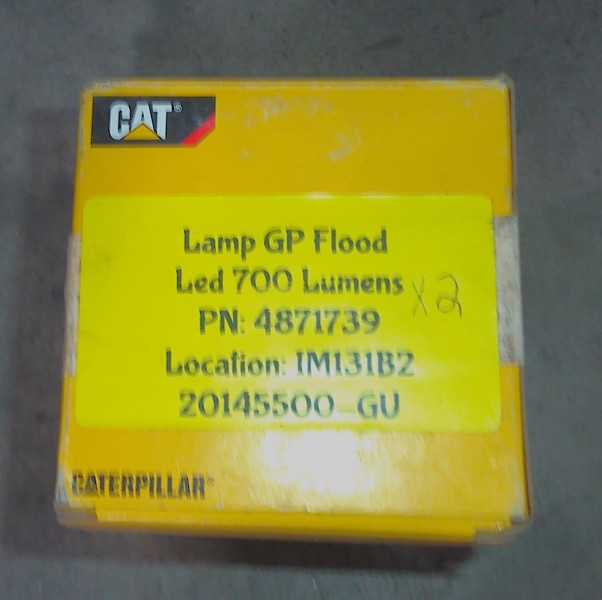 CAT®
Lamp GP Flood
Led 700 Lumens x2
PN: 4871739
Location: IM131B2
20145500-GU
CATERPILLAR®